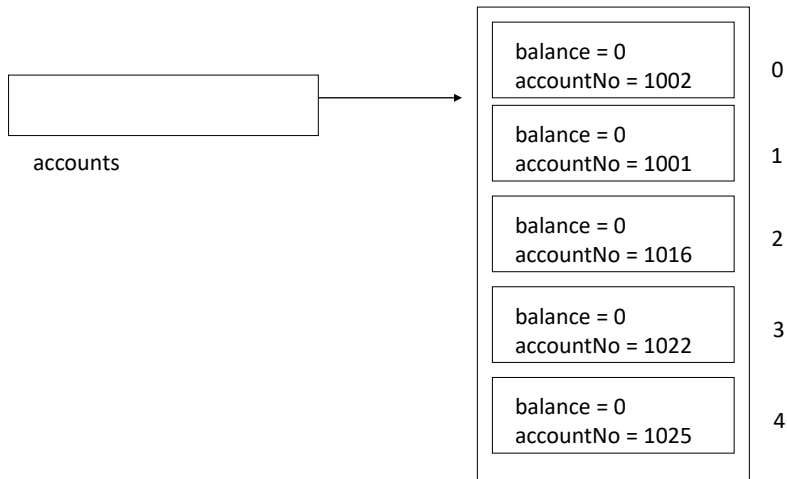 balance = 0
accountNo = 1002
0
accounts
balance = 0
accountNo = 1001
1
balance = 0
accountNo = 1016
2
balance = 0
accountNo = 1022
3
balance = 0
accountNo = 1025
4